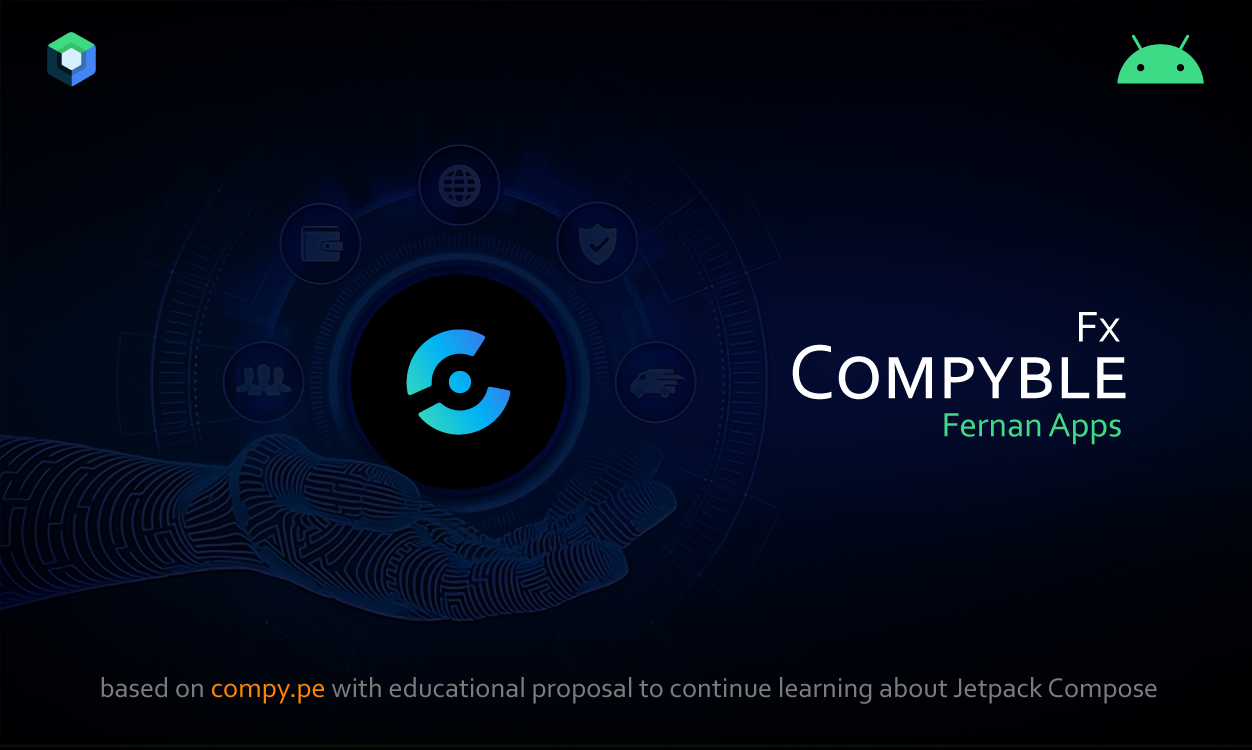 Fx
Compyble
Fernan Apps
based on compy.pe with educational proposal to continue learning about Jetpack Compose